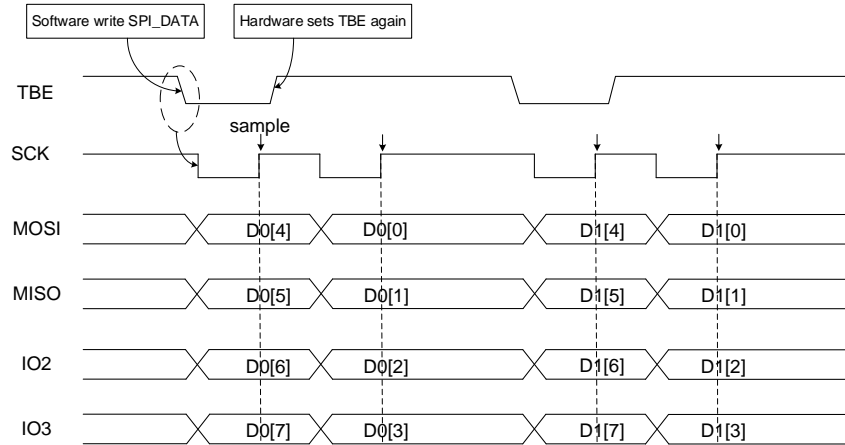 Software write SPI_DATA Hardware sets TBE again
TBE
sample
SCK
MOSI D0[4] D0[0] D1[4] D1[0]
MISO D0[5] D0[1] D1[5] D1[1]
IO2 D0[6] D0[2] D1[6] D1[2]
IO3 D0[7] D0[3] D1[7] D1[3]